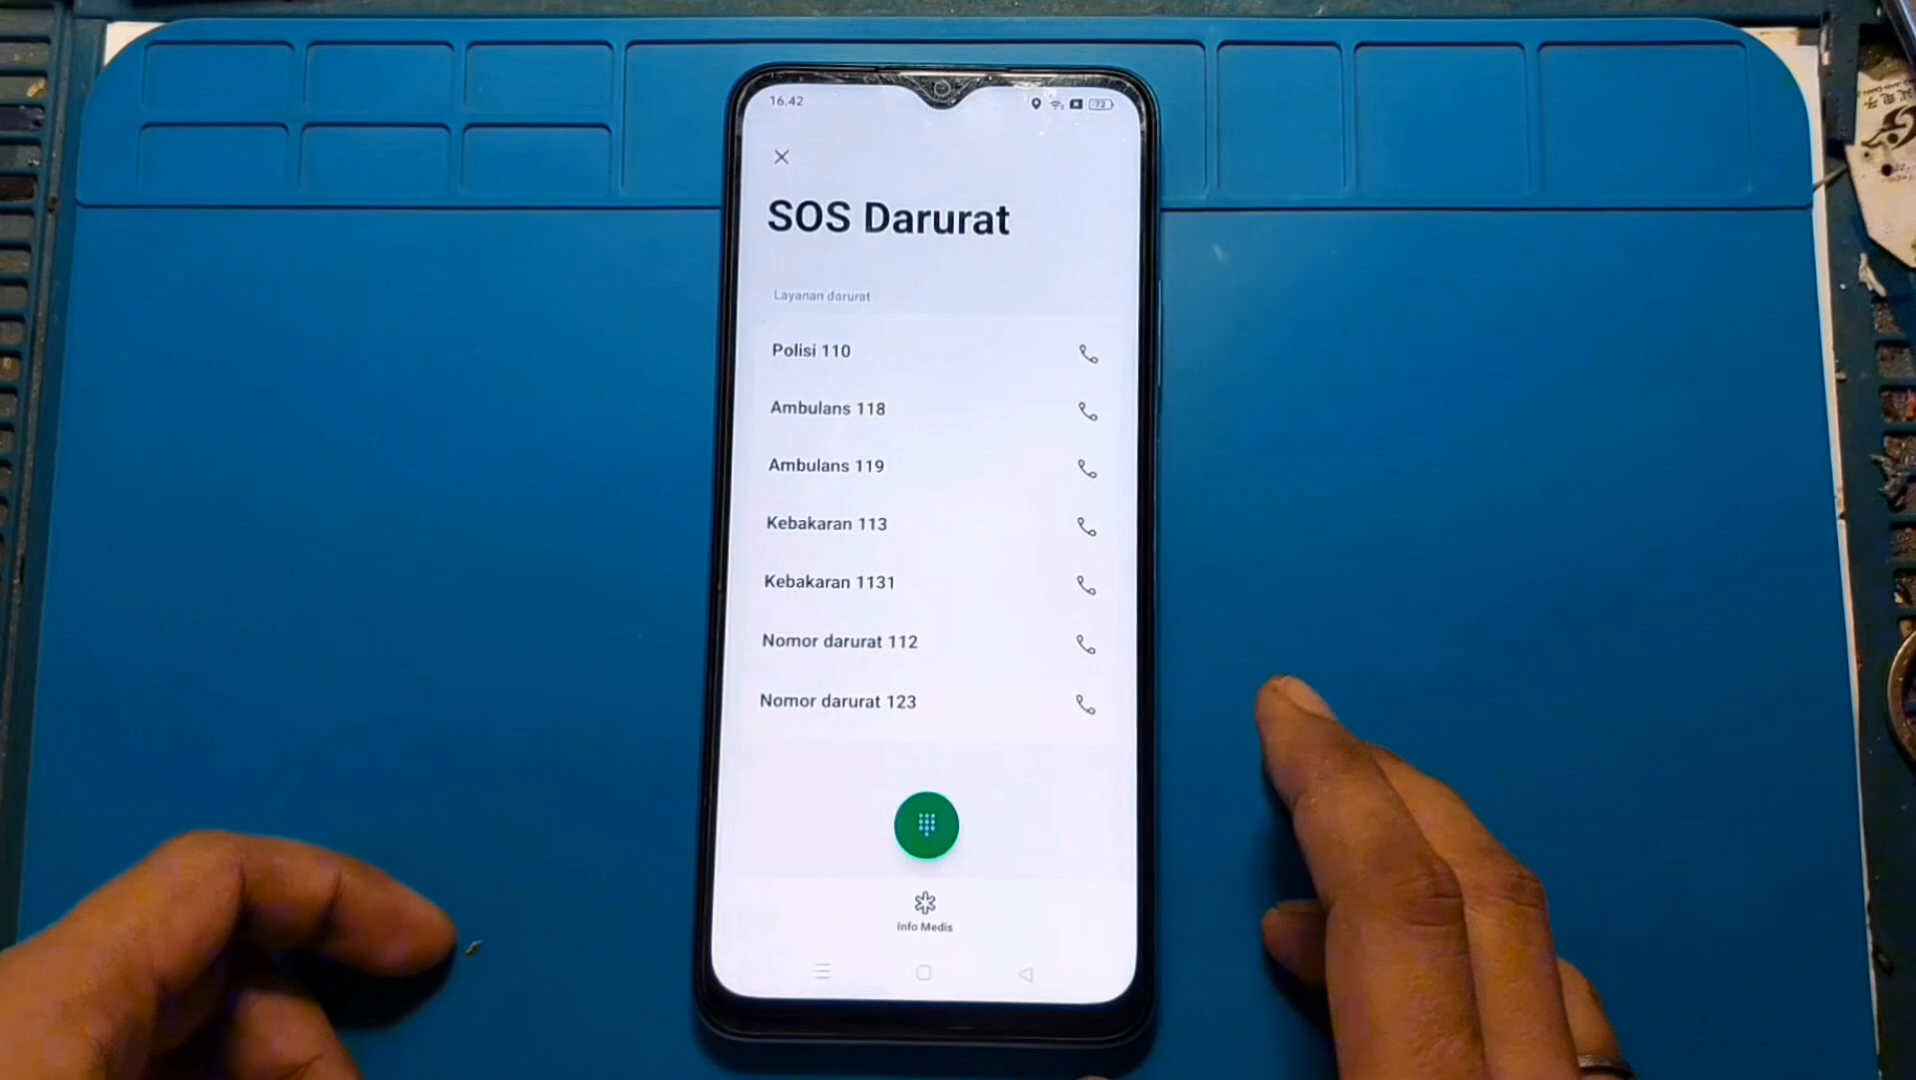 16.42
72
SOS Darurat
Layanan darurat
Polisi 110
Ambulans 118
Ambulans 119
Kebakaran 113
Kebakaran 1131
Nomor darurat 112
Nomor darurat 123
Info Medis